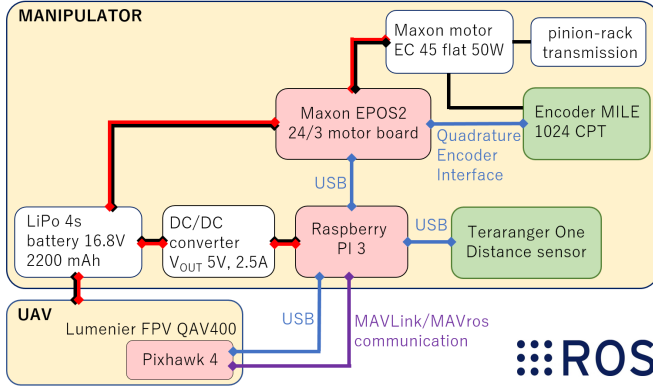 MANIPULATOR
Maxon motor
EC 45 flat 50W
pinion-rack
transmission
Maxon EPOS2
24/3 motor board
Encoder MILE
1024 CPT
Quadrature
Encoder
Interface
USB
LiPo 4s
battery 16.8V
2200 mAh
DC/DC
converter
VOUT 5V, 2.5A
Raspberry
PI 3
USB
Teraranger One
Distance sensor
UAV
Lumenier FPV QAV400
Pixhawk 4
USB
MAVLink/MAVros
communication
ROS